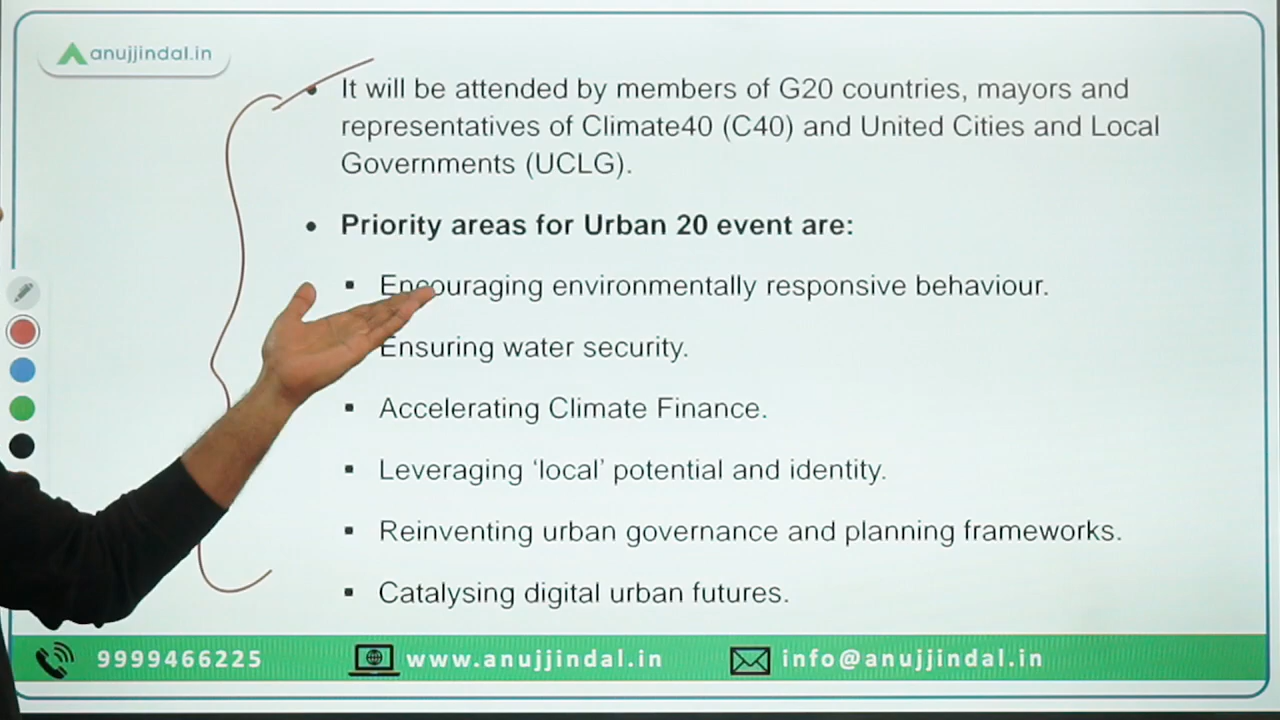 anujjindal.in
It will be attended by members of G20 countries, mayors and
representatives of Climate40 (C40) and United Cities and Local
Governments (UCLG).
Priority areas for Urban 20 event are:
Encouraging environmentally responsive behaviour.
Ensuring water security.
Accelerating Climate Finance.
Leveraging ‘local’ potential and identity.
Reinventing urban governance and planning frameworks.
Catalysing digital urban futures.
9999466225 www.anujjindal.in info@anujjindal.in